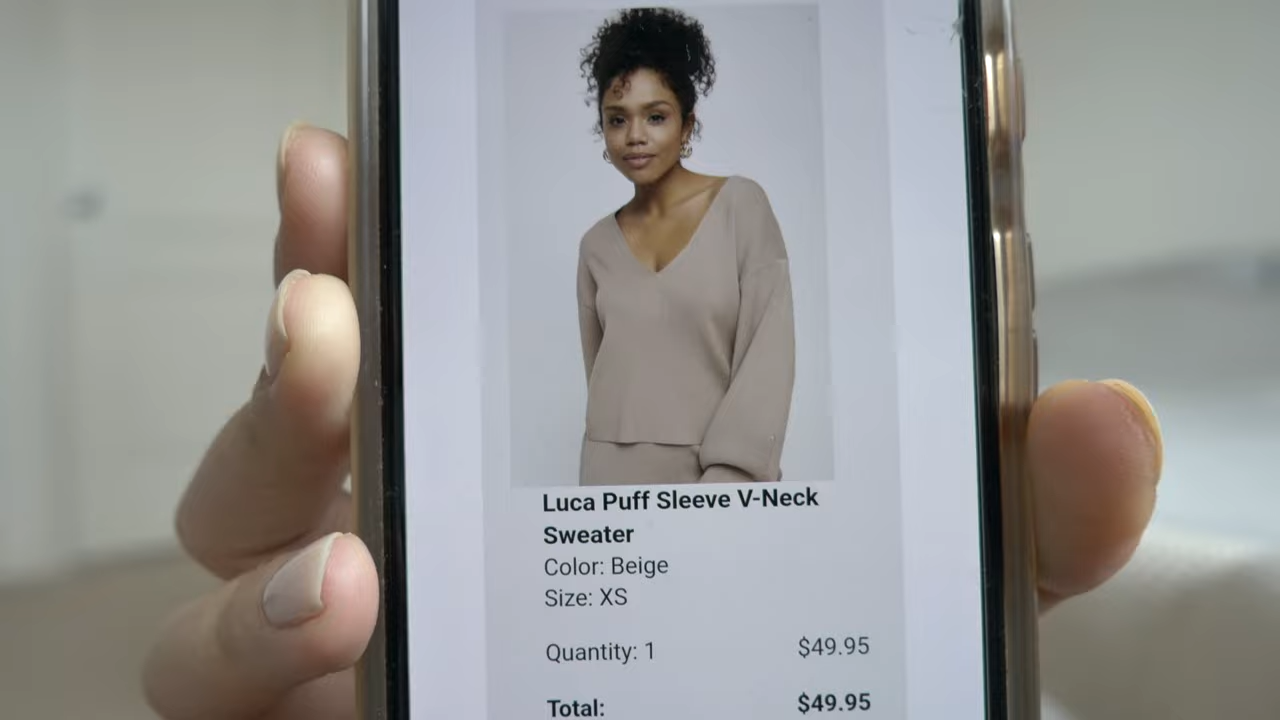 Luca Puff Sleeve V-Neck
Sweater
Color: Beige
Size: XS
Quantity: 1 $49.95
Total: $49.95